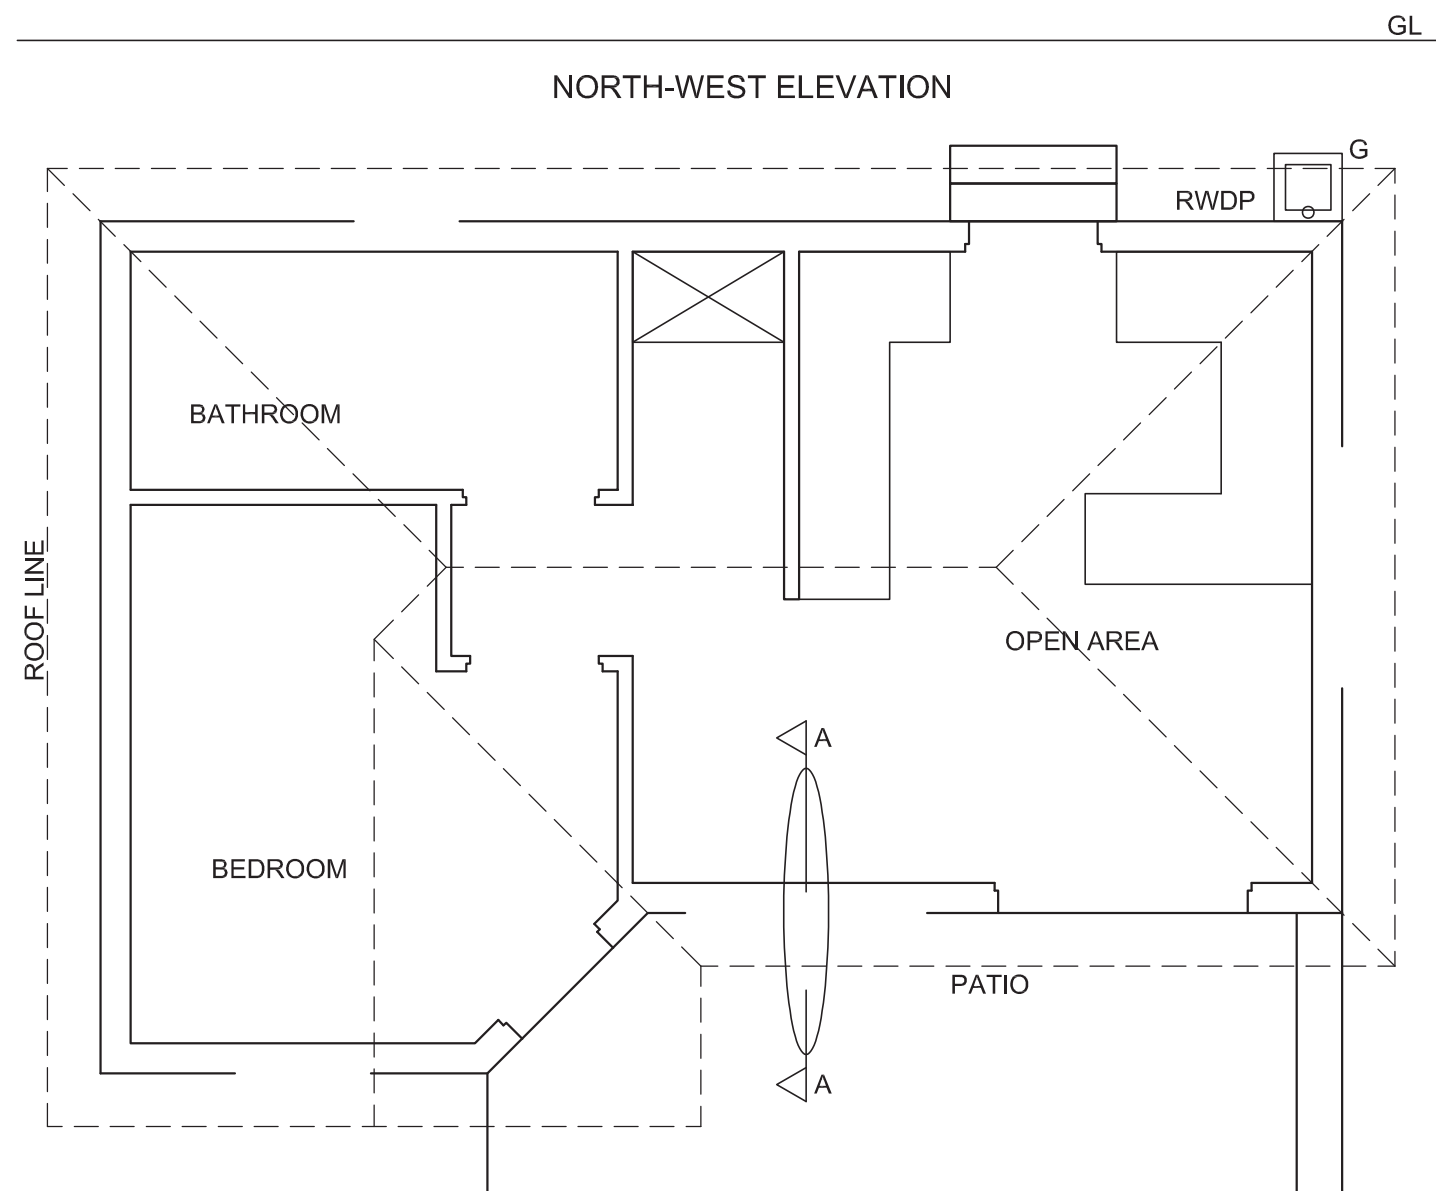 GL
NORTH-WEST ELEVATION
G
RWDP
BATHROOM
ROOF LINE
OPEN AREA
A
BEDROOM
PATIO
A